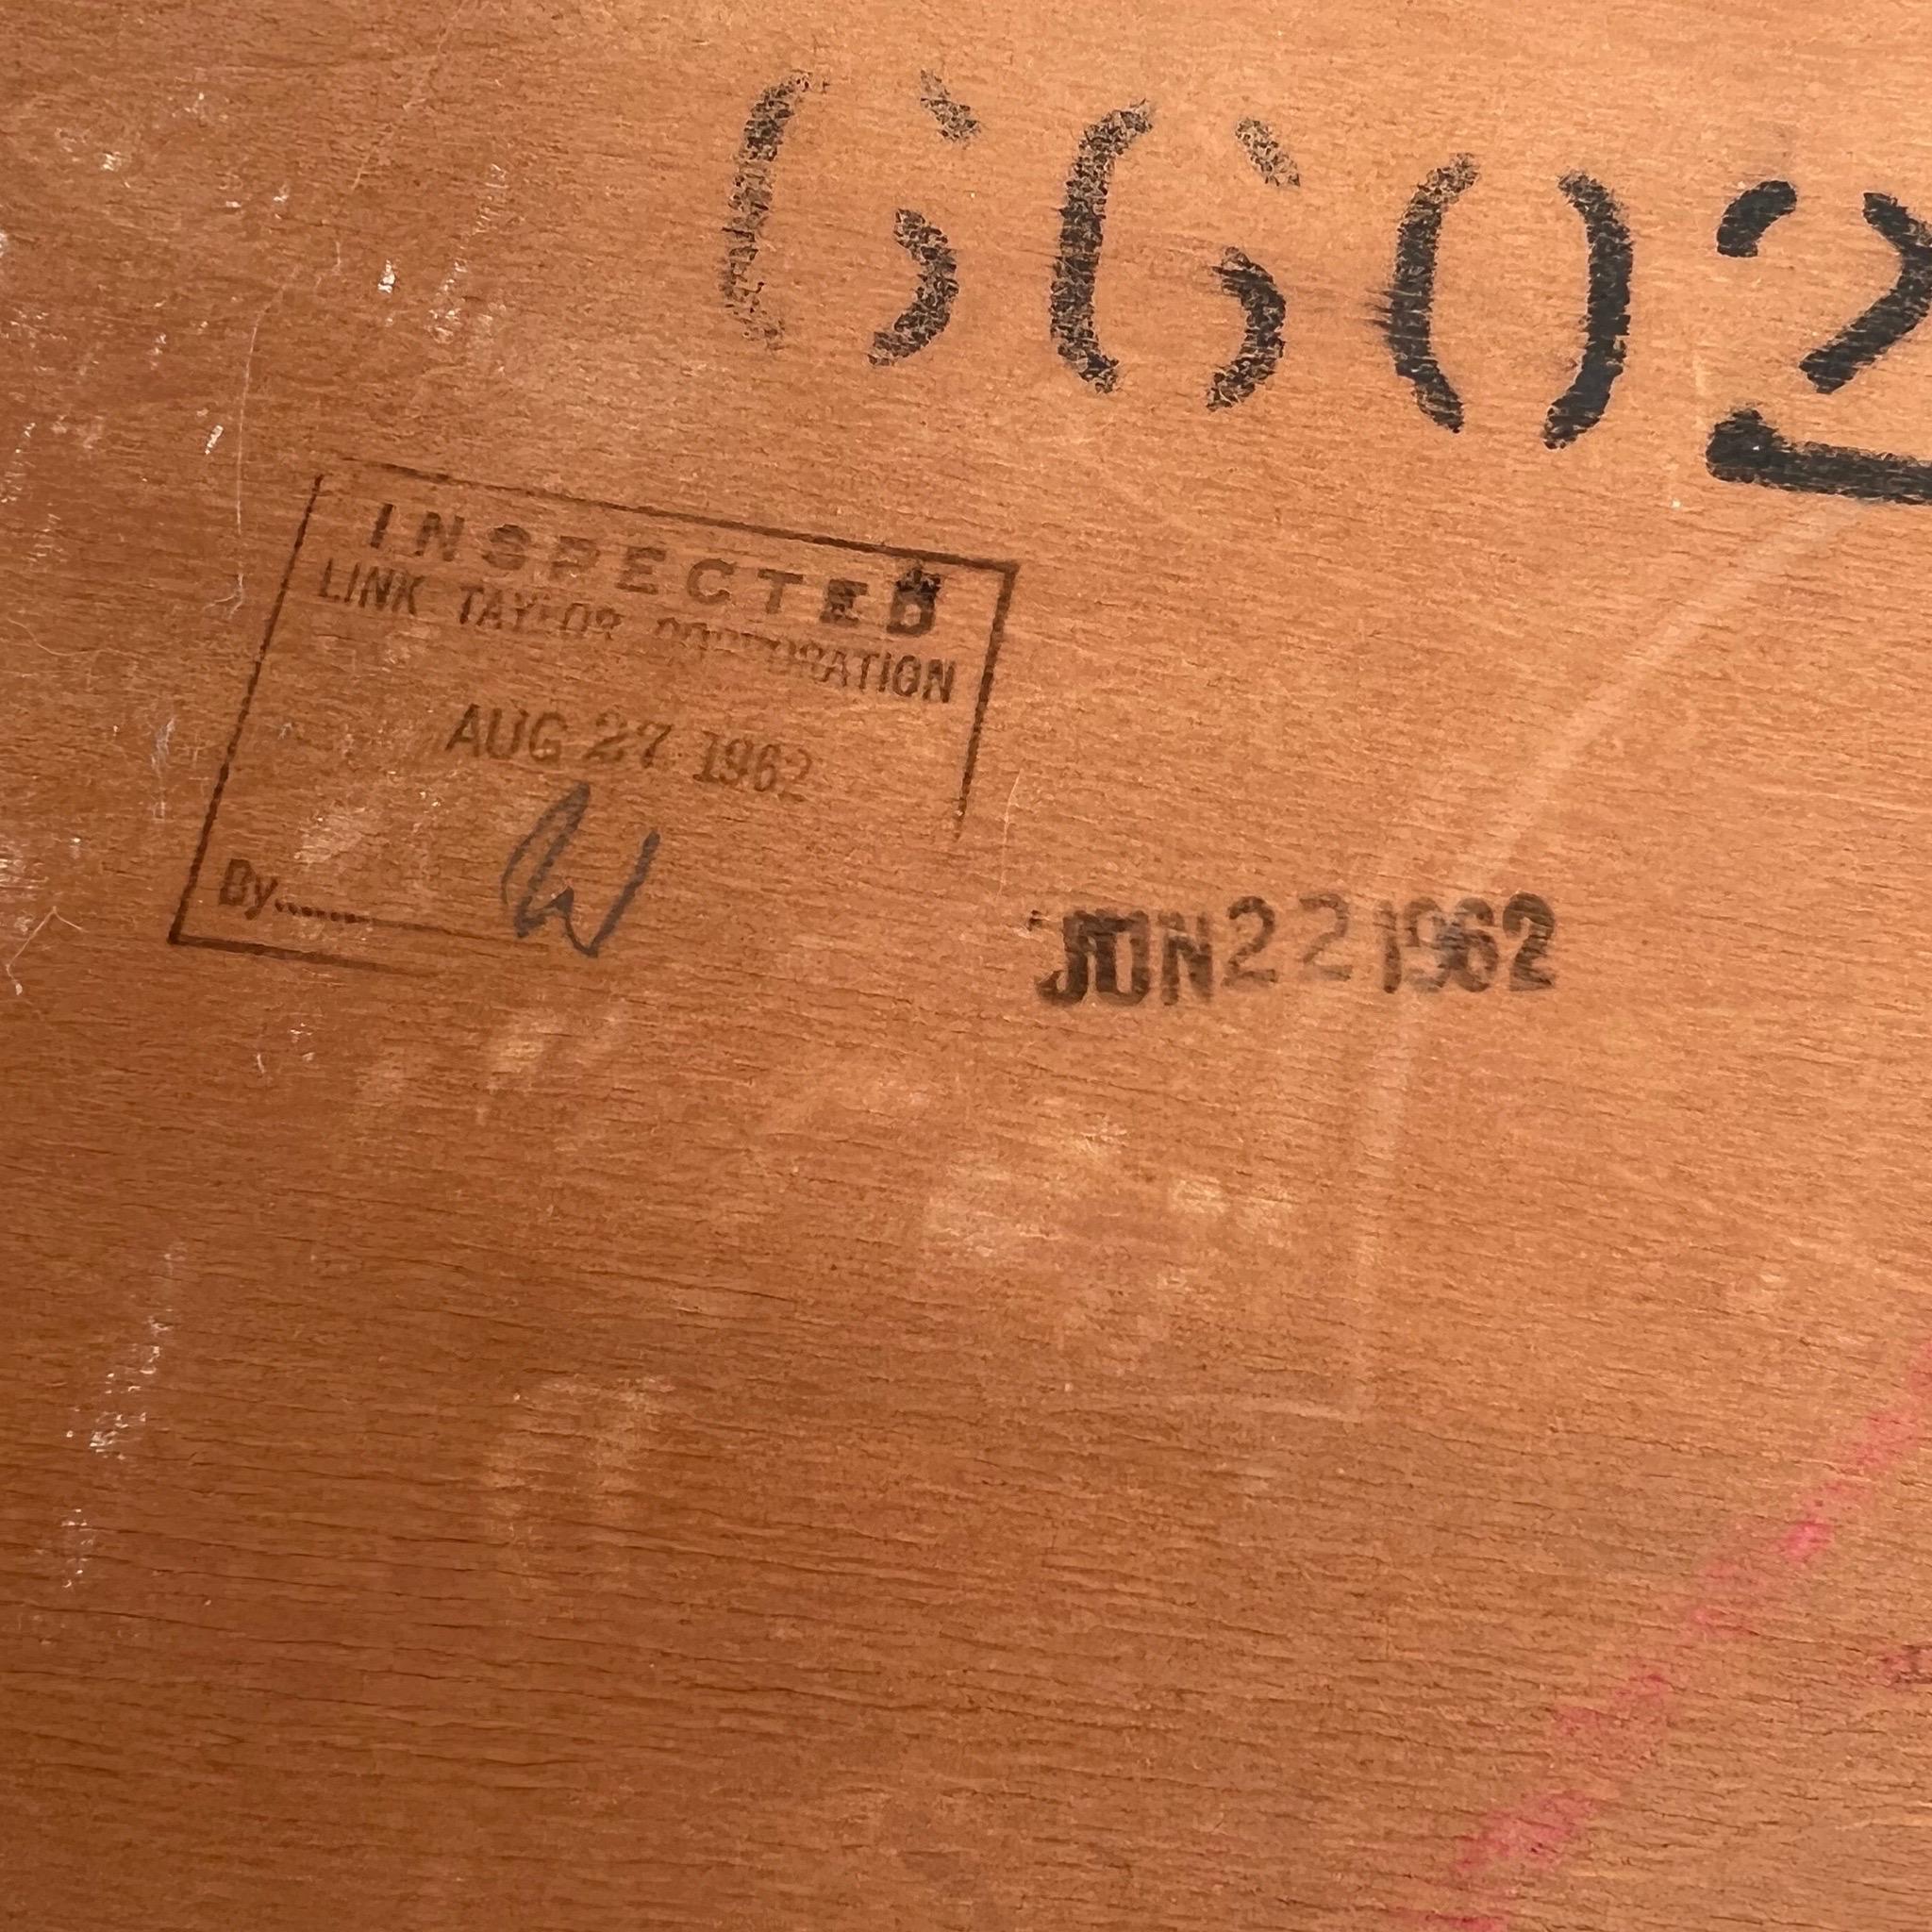 6602
INSPECTED
LINK TAYLOR CORPORATION
AUG 27 1962
By......
W
JUN 22 1962